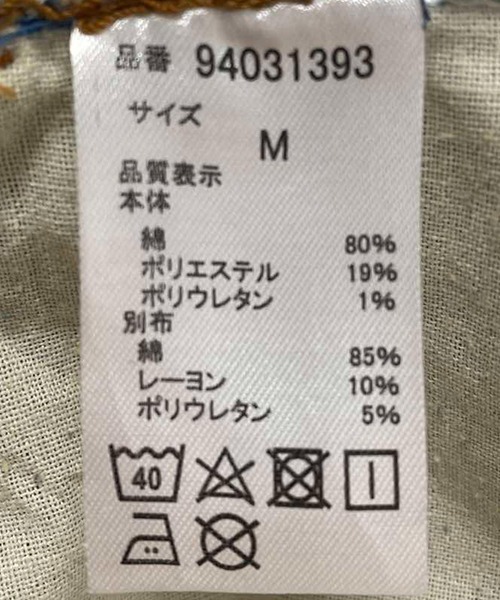 品番 94031393
サイズ
M
品質表示
本体
綿 80%
ポリエステル 19%
ポリウレタン 1%
別布
綿 85%
レーヨン 10%
ポリウレタン 5%
40